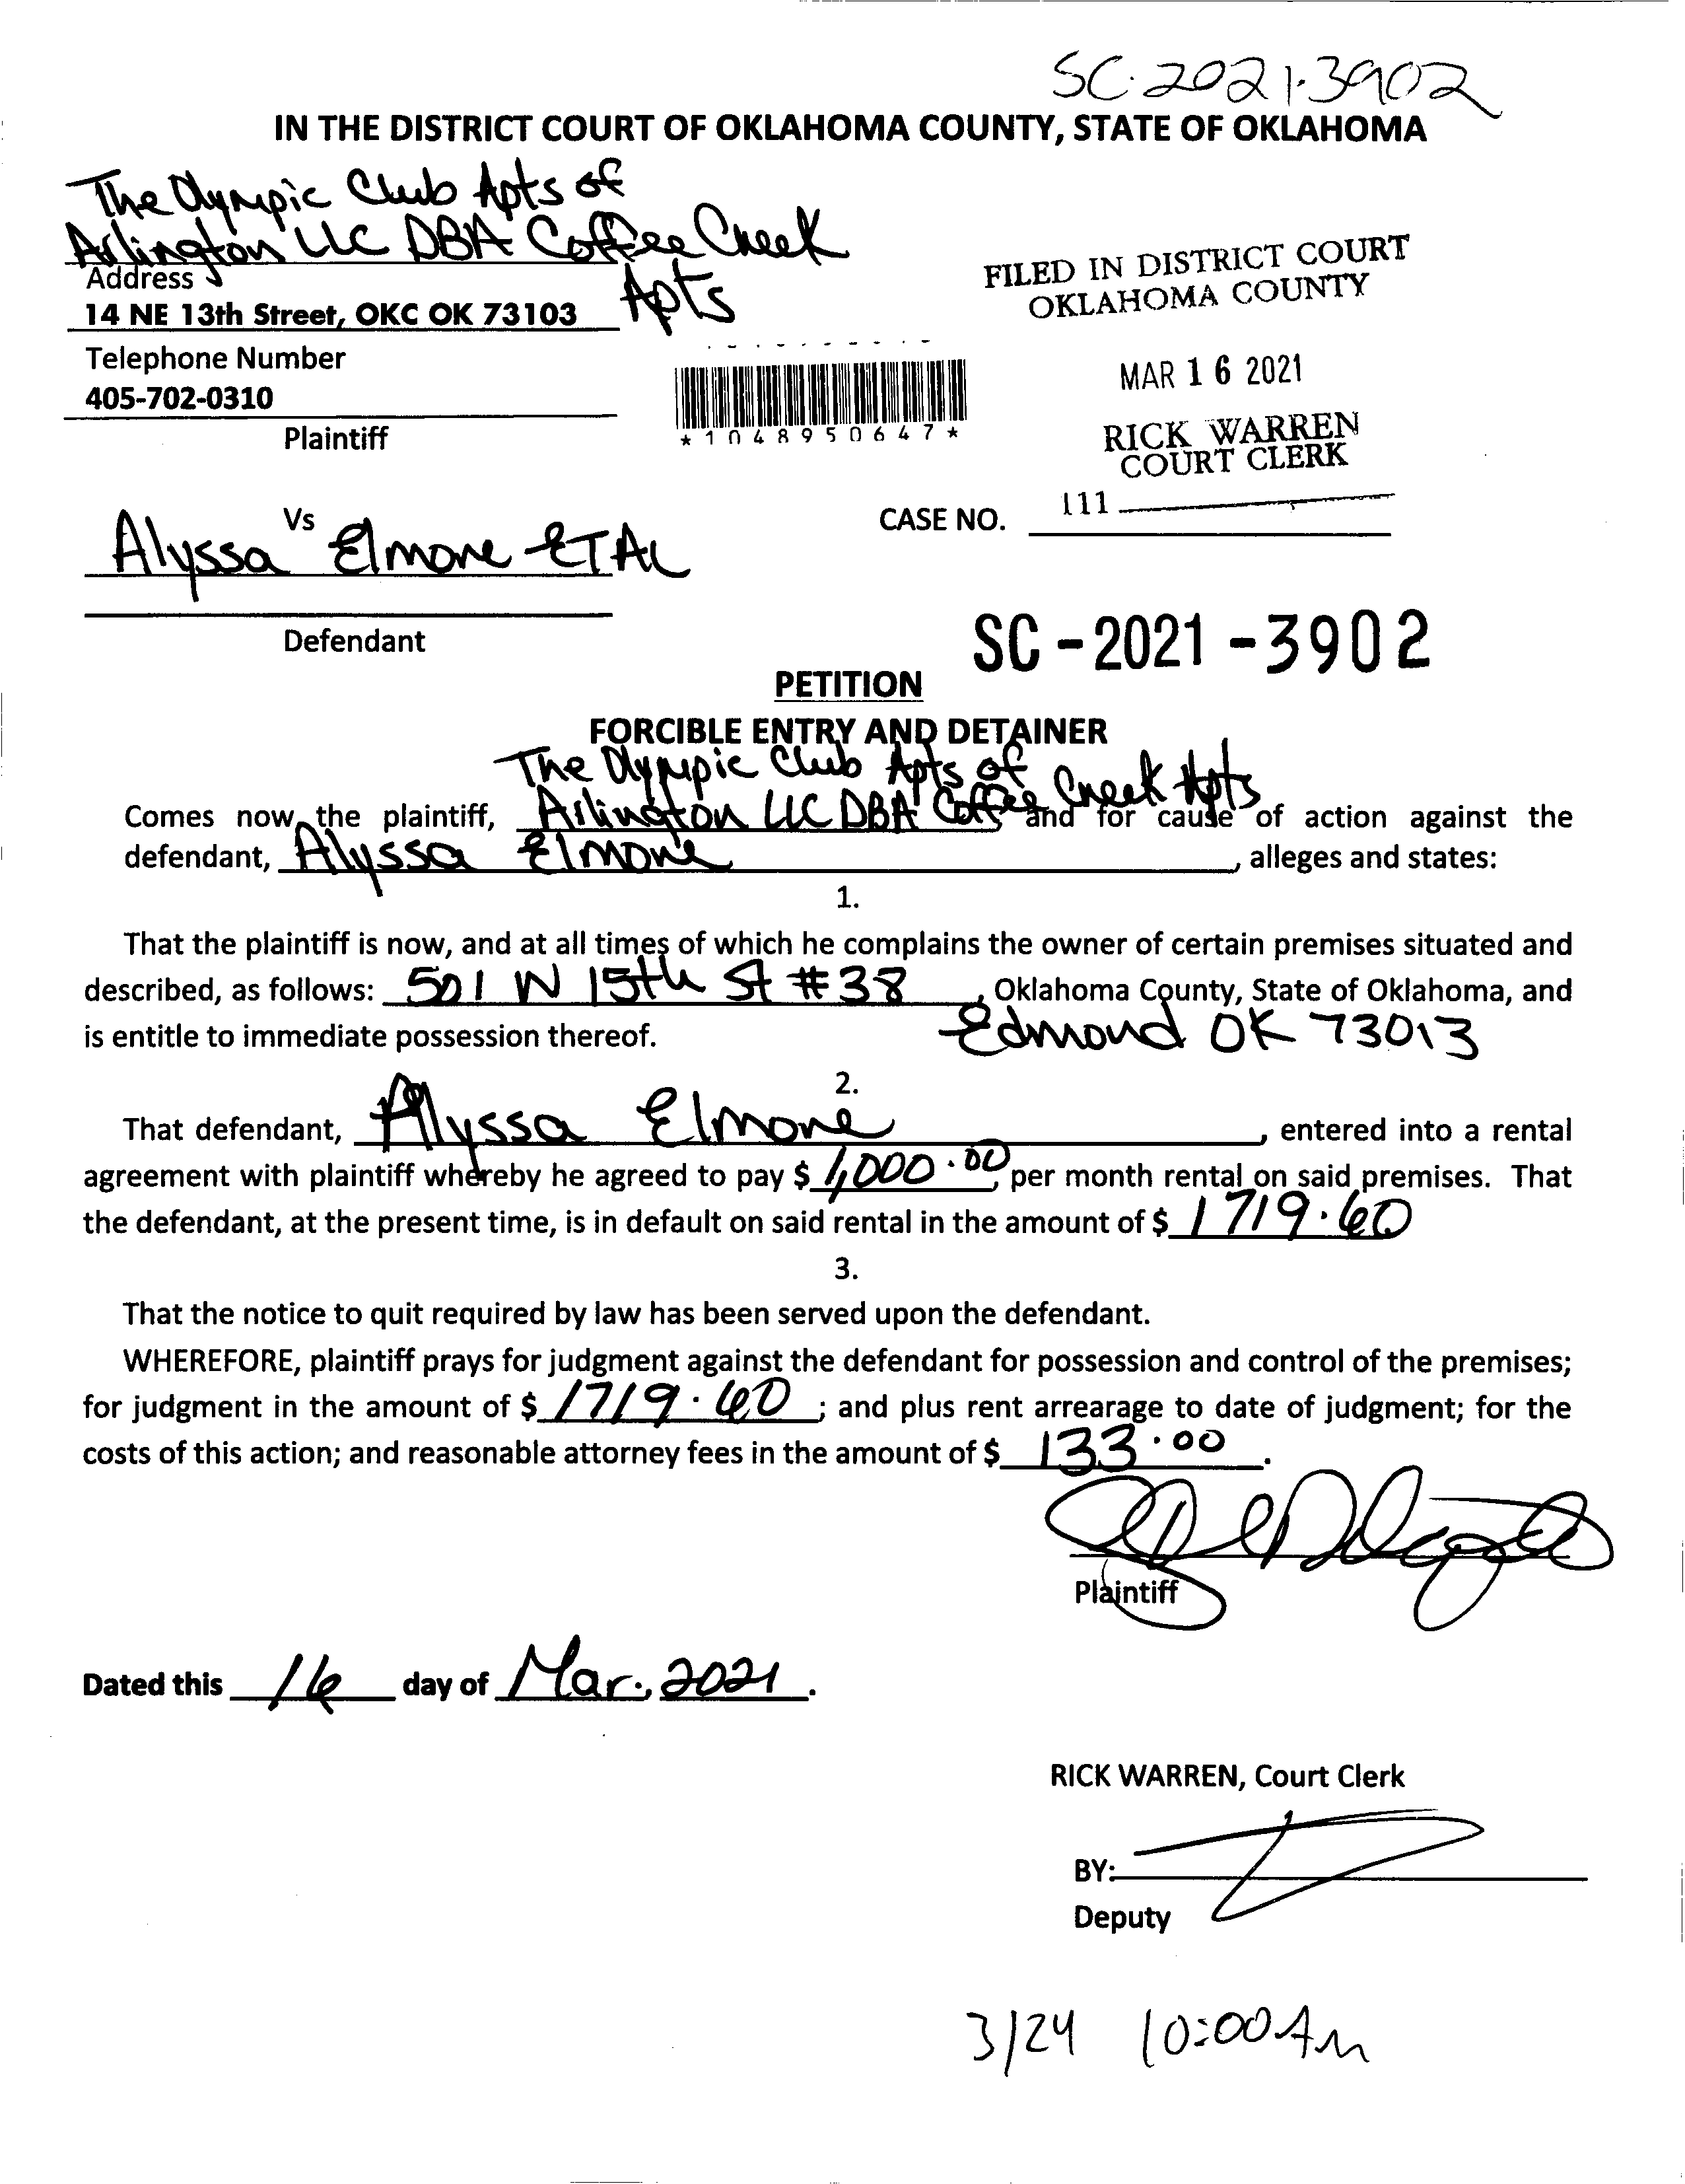 SC-2021-3902
IN THE DISTRICT COURT OF OKLAHOMA COUNTY, STATE OF OKLAHOMA
The Olympic Club Apts of
Arlington LLC DBA Coffee Creek
Apts
Address
14 NE 13th Street, OKC OK 73103
Telephone Number
405-702-0310
Plaintiff
FILED IN DISTRICT COURT
OKLAHOMA COUNTY
MAR 16 2021
RICK WARREN
COURT CLERK
111
*1048950647*
Vs
CASE NO.
Alyssa Elmore ETAL
Defendant
SC-2021-3902
PETITION
FORCIBLE ENTRY AND DETAINER
The Olympic Club Apts of
Comes now the plaintiff, Arlington LLC DBA Coffee Creek Apts and for cause of action against the
defendant, Alyssa Elmore, alleges and states:
1.
That the plaintiff is now, and at all times of which he complains the owner of certain premises situated and
described, as follows: 501 W 15th St #38, Oklahoma County, State of Oklahoma, and
is entitle to immediate possession thereof. Edmond OK 73013
2.
That defendant, Alyssa Elmore, entered into a rental
agreement with plaintiff whereby he agreed to pay $ 1,000.00, per month rental on said premises. That
the defendant, at the present time, is in default on said rental in the amount of $ 1719.60
3.
That the notice to quit required by law has been served upon the defendant.
WHEREFORE, plaintiff prays for judgment against the defendant for possession and control of the premises;
for judgment in the amount of $ 1719.60; and plus rent arrearage to date of judgment; for the
costs of this action; and reasonable attorney fees in the amount of $ 133.00.
Plaintiff
Dated this 16 day of Mar., 2021.
RICK WARREN, Court Clerk
BY:
Deputy
3/24 10:00 Am